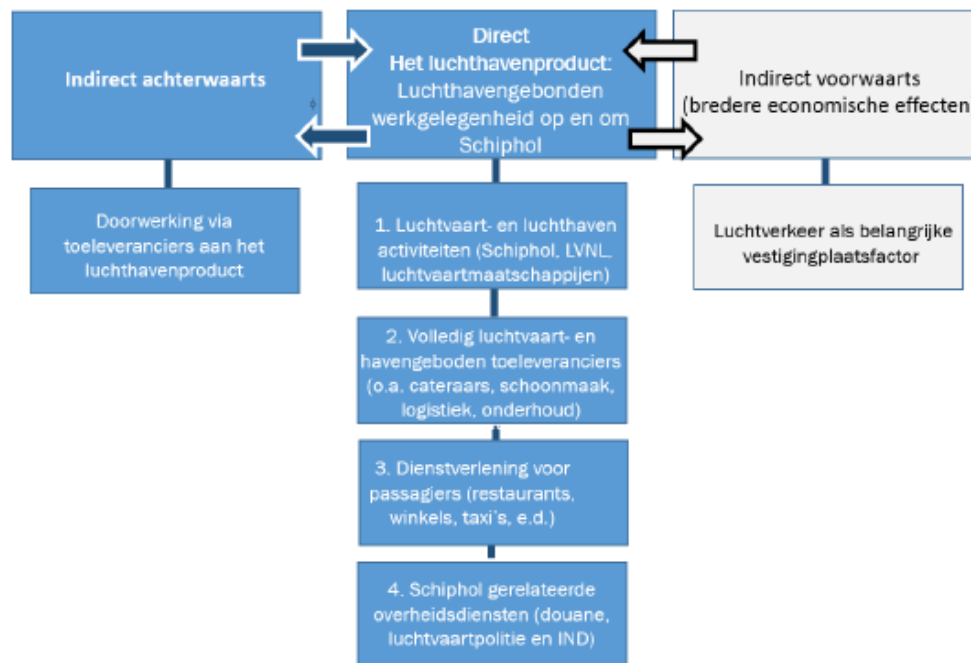 Indirect achterwaarts
Direct
Het luchthavenproduct:
Luchthavengebonden
werkgelegenheid op en om
Schiphol
Indirect voorwaarts
(bredere economische effecten
Doorwerking via
toeleveranciers aan het
luchthavenproduct
1. Luchtvaart- en luchthaven
activiteiten (Schiphol, LVNL,
luchtvaartmaatschappijen)
Luchtverkeer als belangrijke
vestigingplaatsfactor
2. Volledig luchtvaart- en
havengeboden toeleveranciers
(o.a. cateraars, schoonmaak,
logistiek, onderhoud)
3. Dienstverlening voor
passagiers (restaurants,
winkels, taxi's, e.d.)
4. Schiphol gerelateerde
overheidsdiensten (douane,
luchtvaartpolitie en IND)